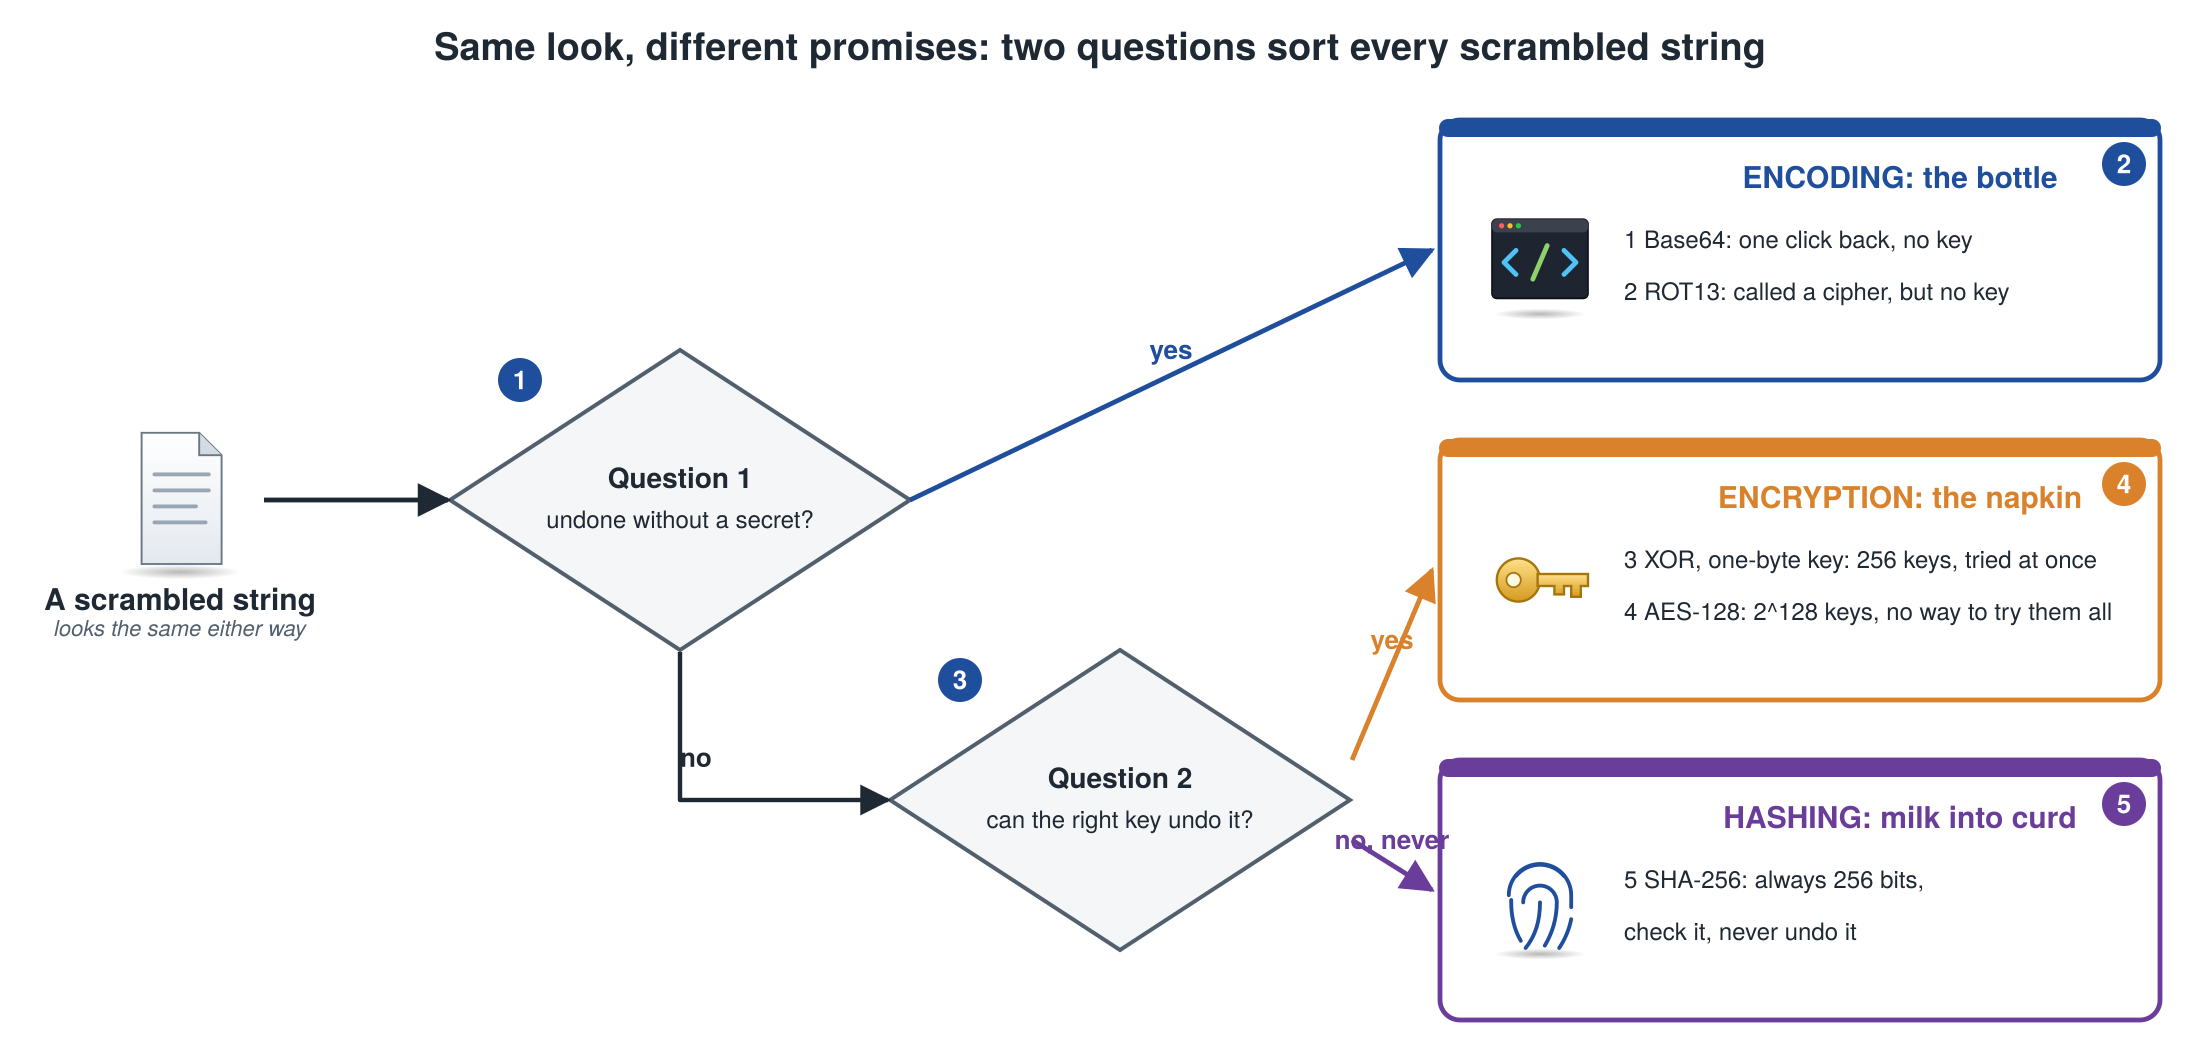 Same look, different promises: two questions sort every scrambled string
A scrambled string
looks the same either way
1
Question 1
undone without a secret?
yes
no
2
ENCODING: the bottle
1 Base64: one click back, no key
2 ROT13: called a cipher, but no key
3
Question 2
can the right key undo it?
yes
no, never
4
ENCRYPTION: the napkin
3 XOR, one-byte key: 256 keys, tried at once
4 AES-128: 2^128 keys, no way to try them all
5
HASHING: milk into curd
5 SHA-256: always 256 bits,
check it, never undo it